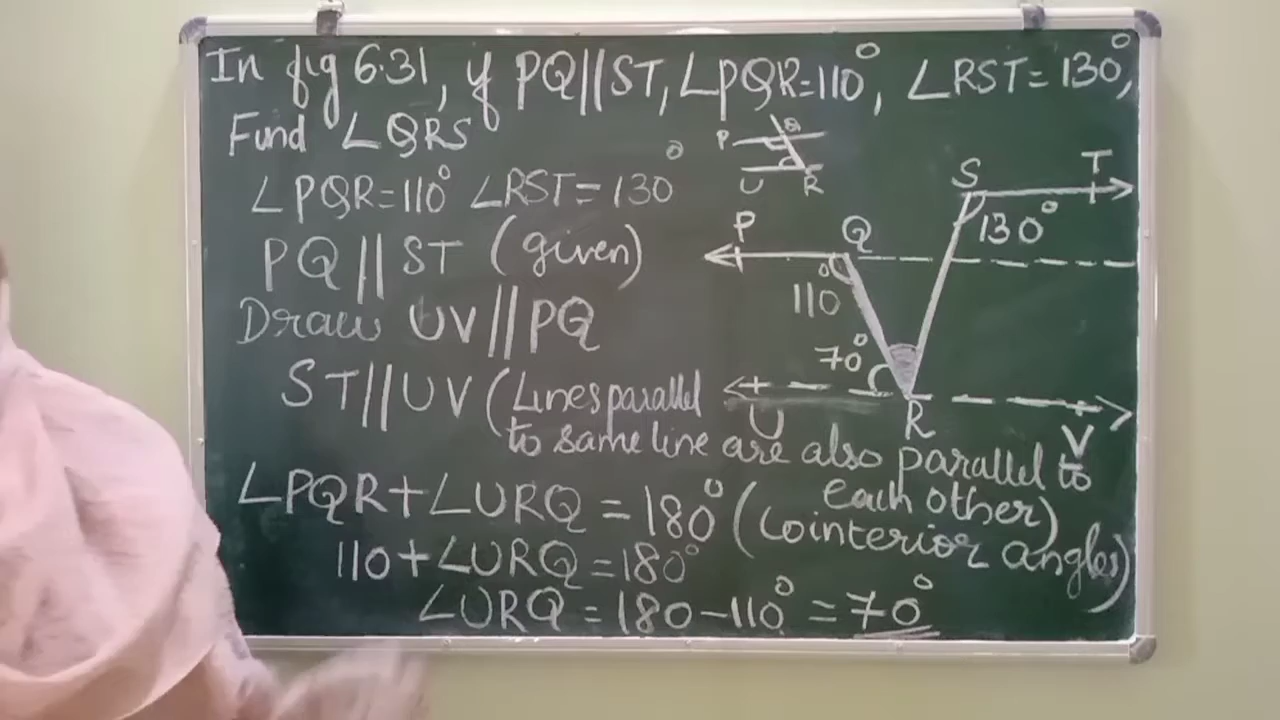 In fig 6.31, if PQ||ST, ∠PQR=110°, ∠RST=130°,
Find ∠QRS
P Q
U R
∠PQR=110° ∠RST=130°
PQ||ST (given)
Draw UV||PQ
ST||UV (Lines parallel
to same line are also parallel to
each other)
∠PQR+∠URQ=180° (cointerior angles)
110+∠URQ=180°
∠URQ=180-110°=70°
S T
130°
P Q
110°
70°
U R V